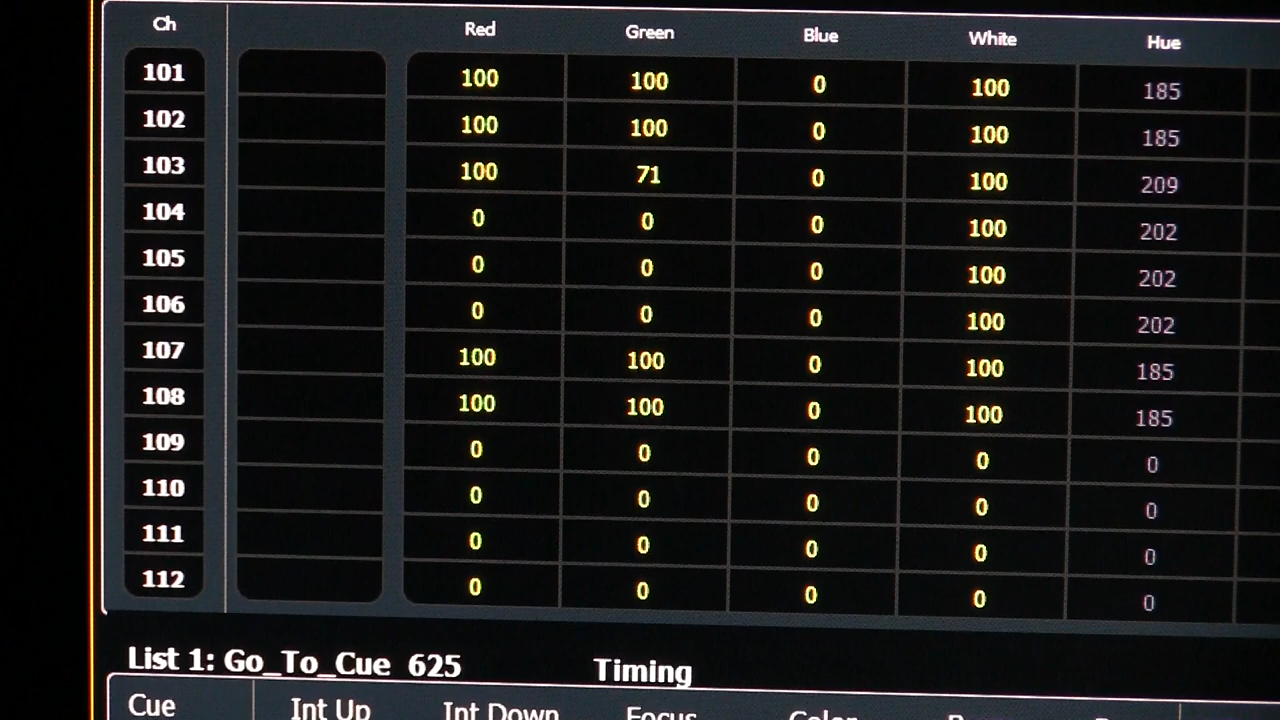 Ch Red Green Blue White Hue
101 100 100 0 100 185
102 100 100 0 100 185
103 100 71 0 100 209
104 0 0 0 100 202
105 0 0 0 100 202
106 0 0 0 100 202
107 100 100 0 100 185
108 100 100 0 100 185
109 0 0 0 0 0
110 0 0 0 0 0
111 0 0 0 0 0
112 0 0 0 0 0
List 1: Go_To_Cue 625 Timing
Cue Int Up Int Down Focus Color